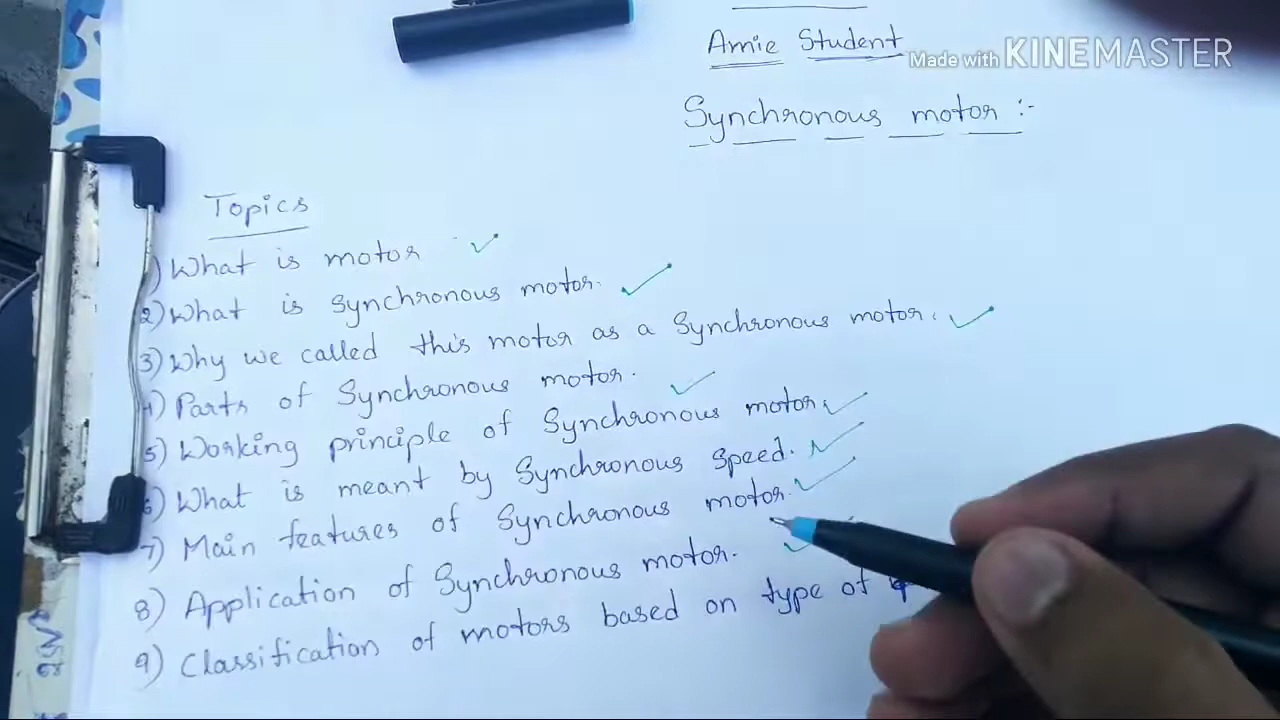 Amie Student
Made with KINEMASTER
Synchronous motor :-
Topics
1) What is motor
2) What is synchronous motor.
3) Why we called this motor as a Synchronous motor.
4) Parts of Synchronous motor.
5) Working principle of Synchronous motor.
6) What is meant by Synchronous Speed.
7) Main features of Synchronous motor.
8) Application of Synchronous motor.
9) Classification of motors based on type of